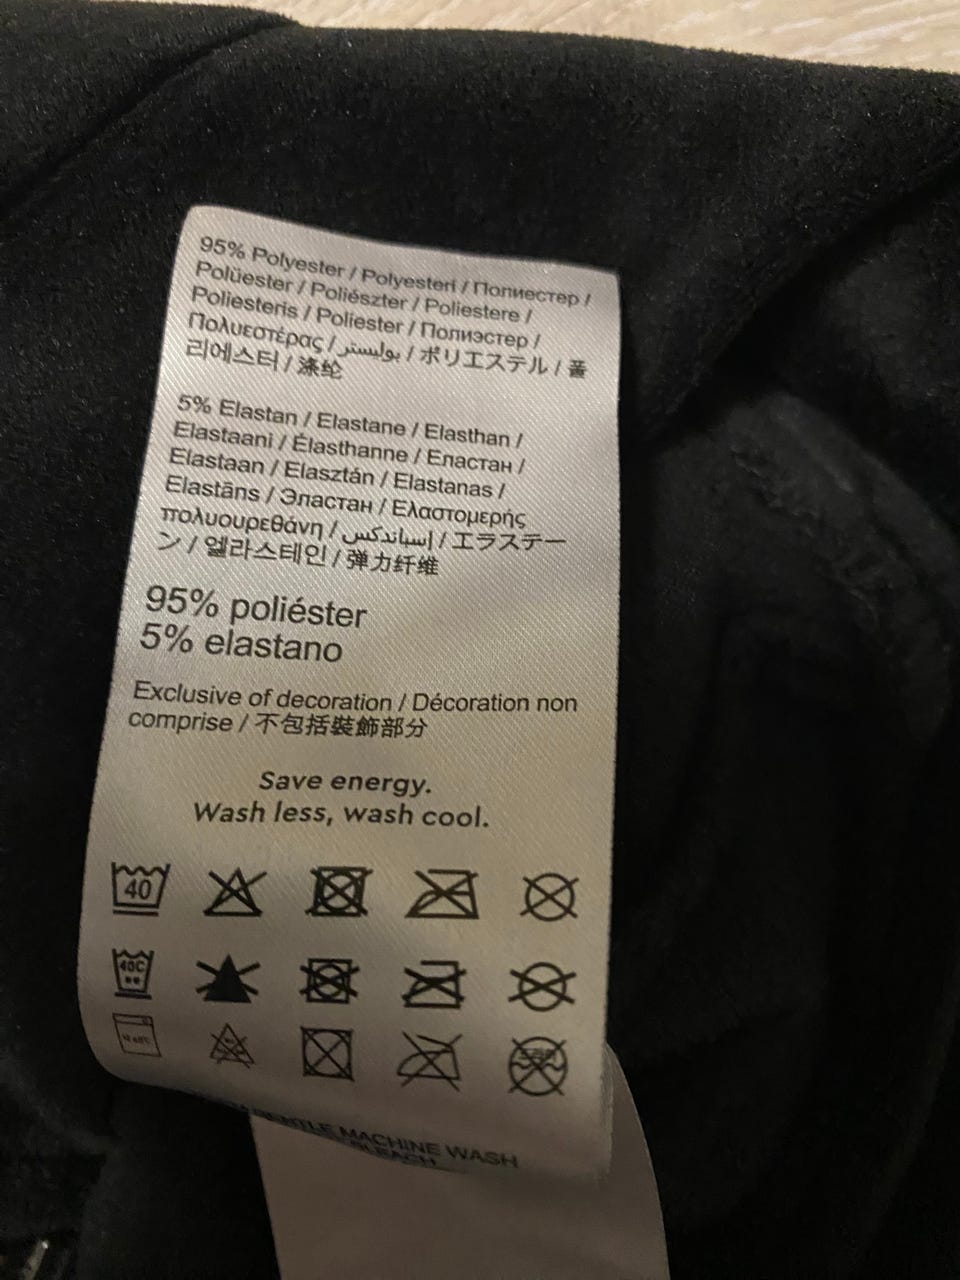 95% Polyester / Polyesteri / Полиестер /
Polüester / Poliészter / Poliestere /
Poliesteris / Poliester / Полиэстер /
Πολυεστέρας / بوليستر / ポリエステル / 폴
리에스터 / 涤纶
5% Elastan / Elastane / Elasthan /
Elastaani / Élasthanne / Еластан /
Elastaan / Elasztán / Elastanas /
Elastāns / Эластан / Ελαστομερής
πολυουρεθάνη / إسباندكس / エラステー
ン / 엘라스테인 / 弹力纤维
95% poliéster
5% elastano
Exclusive of decoration / Décoration non
comprise / 不包括裝飾部分
Save energy.
Wash less, wash cool.
40
40C
GENTLE MACHINE WASH
BLEACH